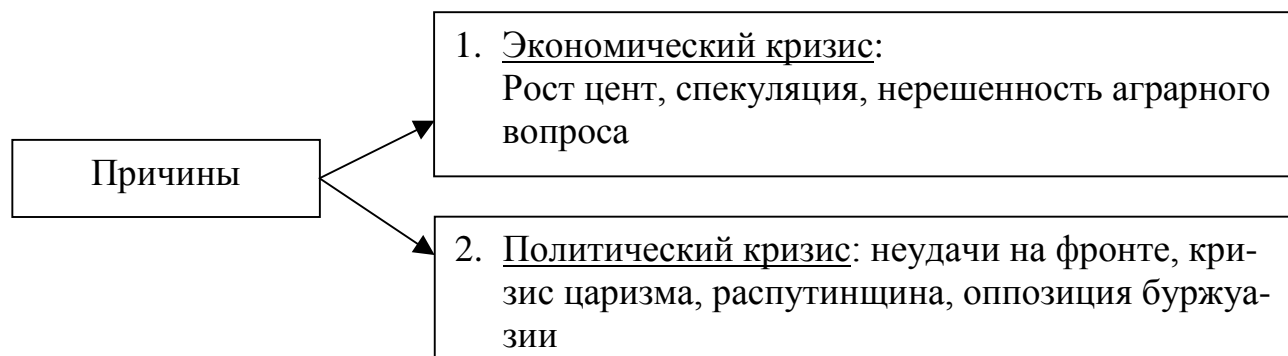 Причины
1. Экономический кризис:
Рост цент, спекуляция, нерешенность аграрного
вопроса
2. Политический кризис: неудачи на фронте, кри-
зис царизма, распутинщина, оппозиция буржуа-
зии